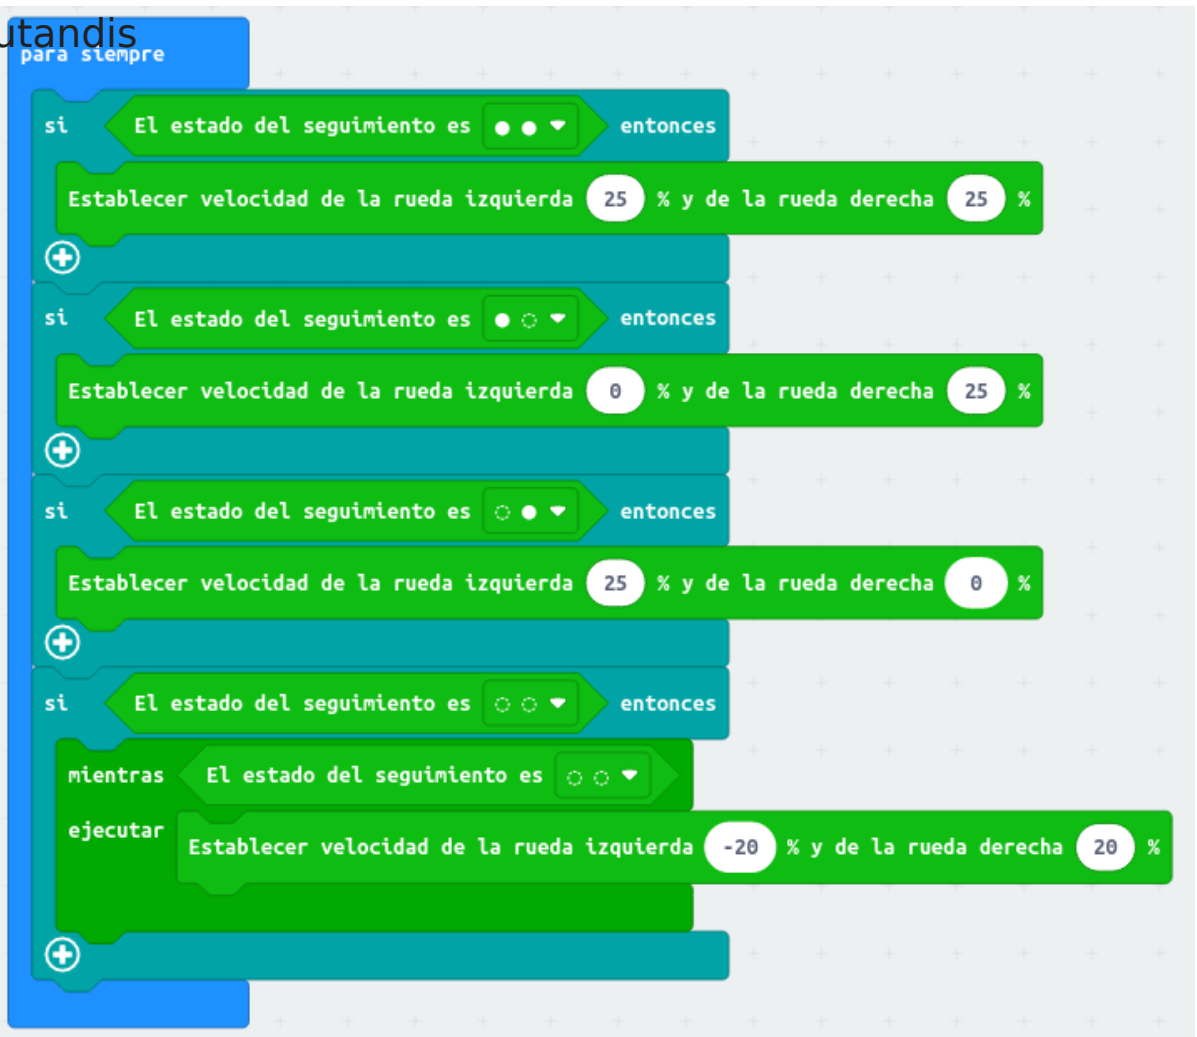 utandis
para siempre
si El estado del seguimiento es entonces
Establecer velocidad de la rueda izquierda 25 % y de la rueda derecha 25 %
si El estado del seguimiento es entonces
Establecer velocidad de la rueda izquierda 0 % y de la rueda derecha 25 %
si El estado del seguimiento es entonces
Establecer velocidad de la rueda izquierda 25 % y de la rueda derecha 0 %
si El estado del seguimiento es entonces
mientras El estado del seguimiento es
ejecutar
Establecer velocidad de la rueda izquierda -20 % y de la rueda derecha 20 %